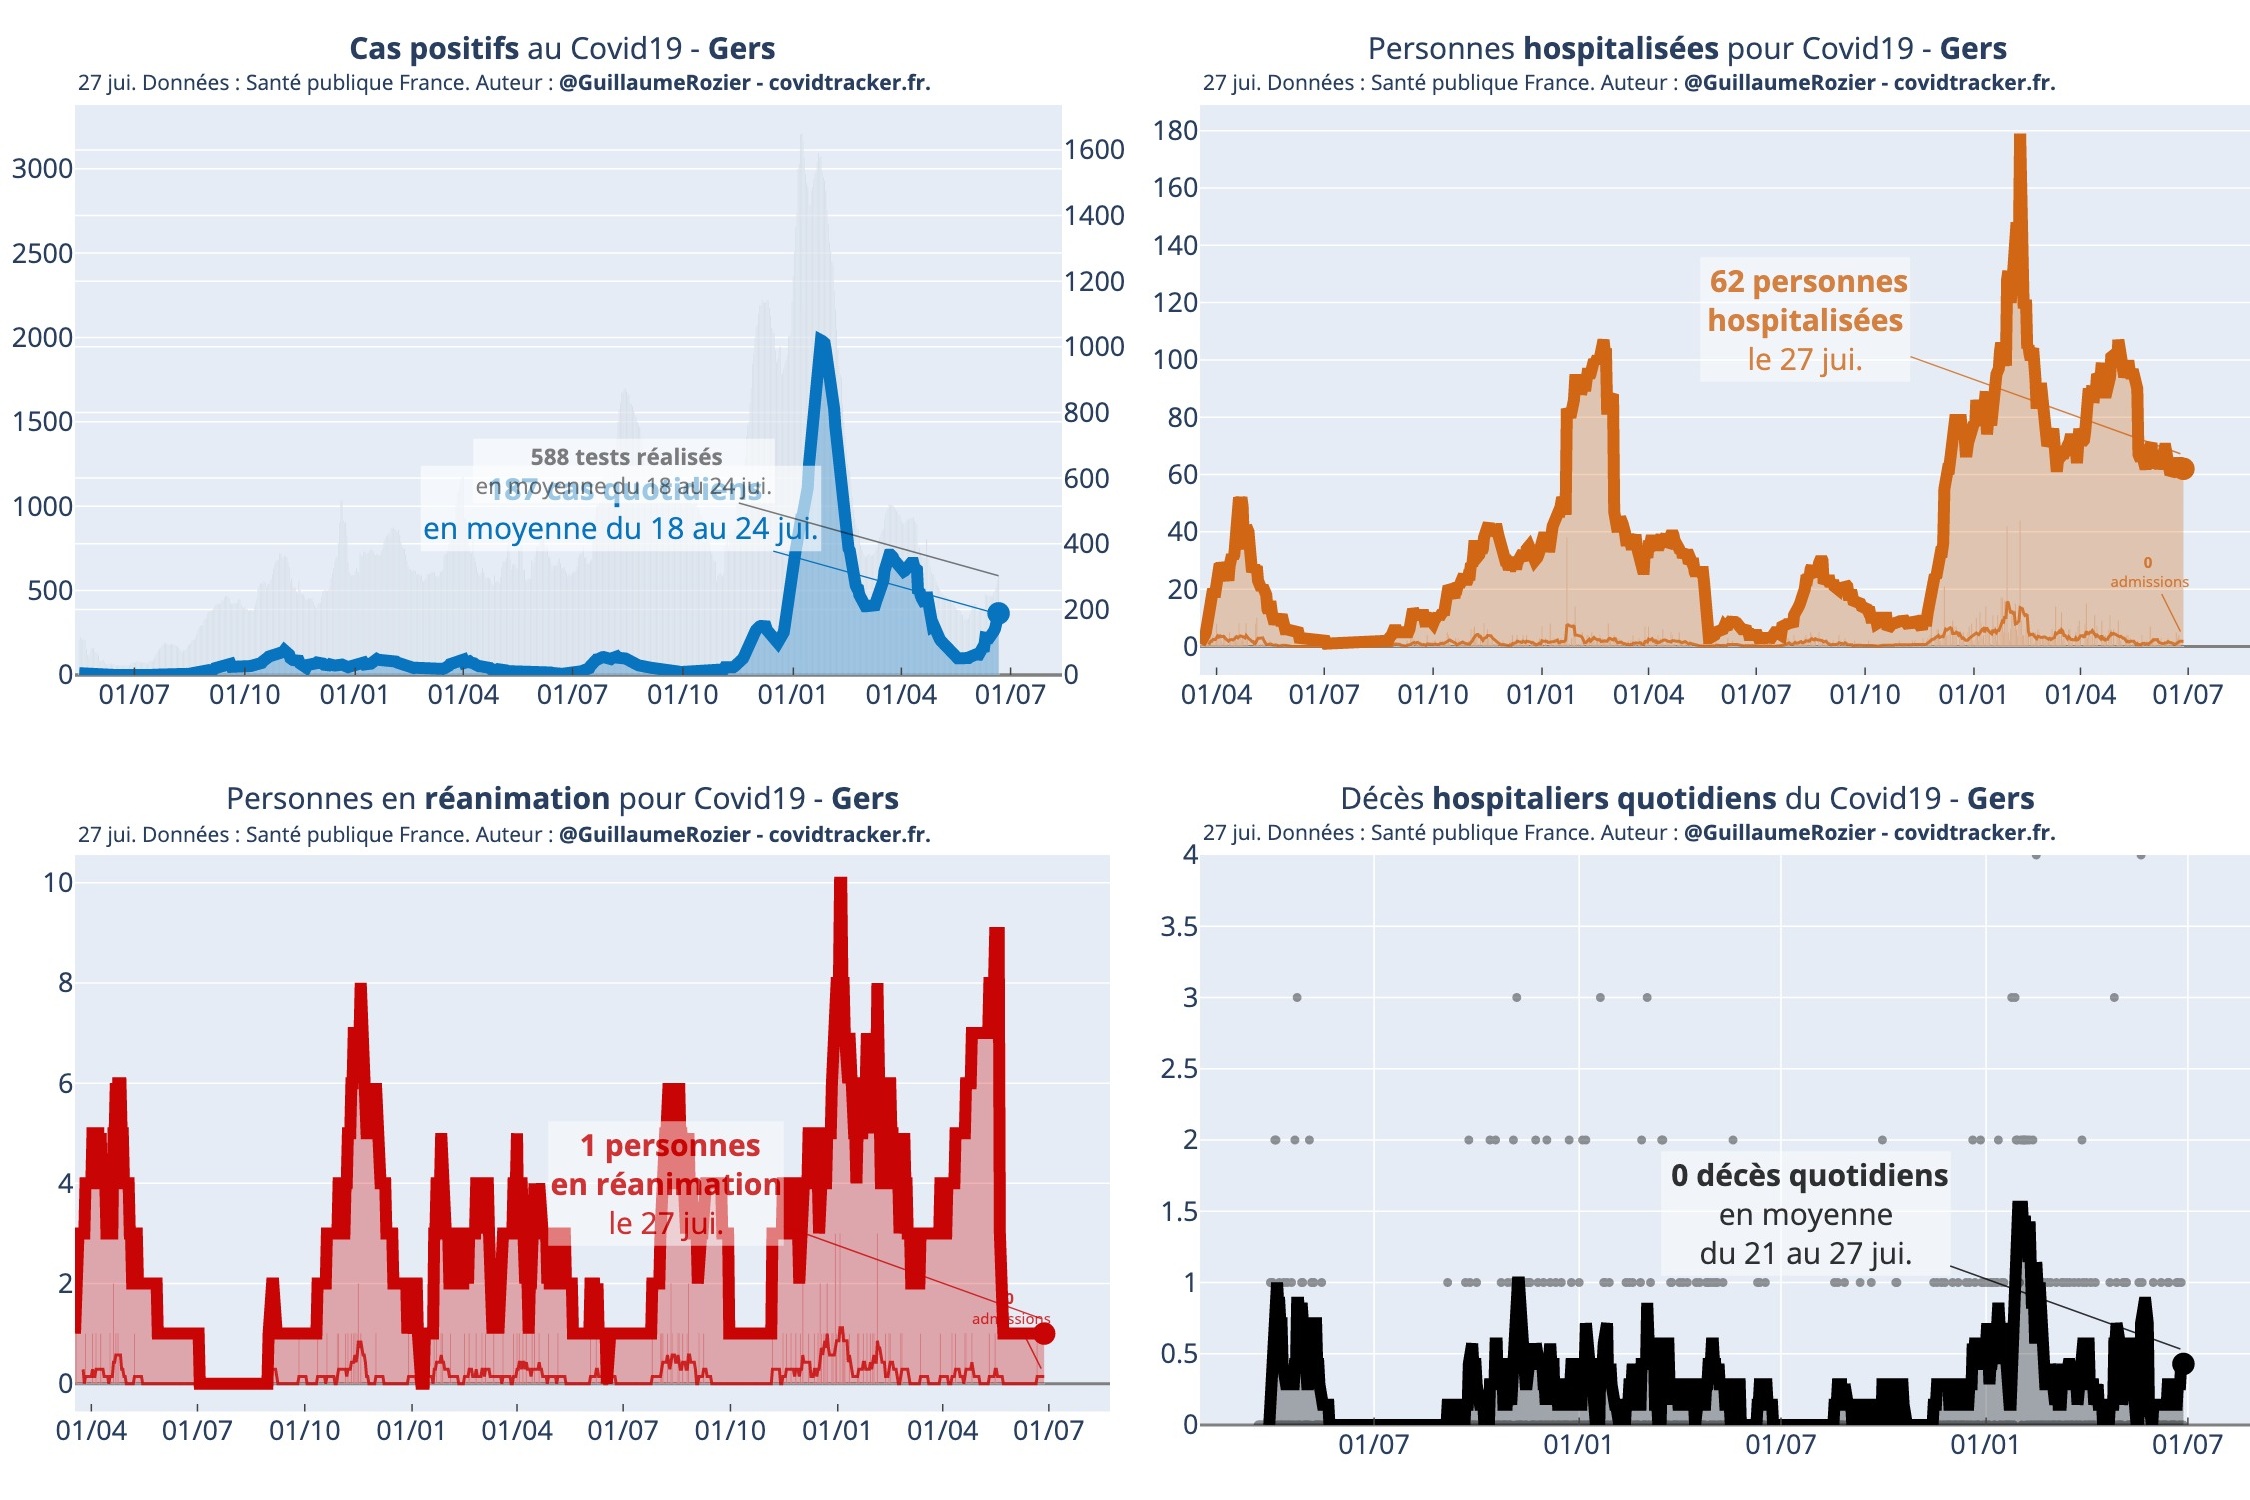 Cas positifs au Covid19 - Gers
27 jui. Données : Santé publique France. Auteur : @GuillaumeRozier - covidtracker.fr.
3000
2500
2000
1500
1000
500
0
1600
1400
1200
1000
800
600
400
200
0
588 tests réalisés
en moyenne du 18 au 24 jui.
187 cas quotidiens
en moyenne du 18 au 24 jui.
01/07 01/10 01/01 01/04 01/07 01/10 01/01 01/04 01/07
Personnes hospitalisées pour Covid19 - Gers
27 jui. Données : Santé publique France. Auteur : @GuillaumeRozier - covidtracker.fr.
180
160
140
120
100
80
60
40
20
0
62 personnes
hospitalisées
le 27 jui.
0
admissions
01/04 01/07 01/10 01/01 01/04 01/07 01/10 01/01 01/04 01/07
Personnes en réanimation pour Covid19 - Gers
27 jui. Données : Santé publique France. Auteur : @GuillaumeRozier - covidtracker.fr.
10
8
6
4
2
0
1 personnes
en réanimation
le 27 jui.
0
admissions
01/04 01/07 01/10 01/01 01/04 01/07 01/10 01/01 01/04 01/07
Décès hospitaliers quotidiens du Covid19 - Gers
27 jui. Données : Santé publique France. Auteur : @GuillaumeRozier - covidtracker.fr.
4
3.5
3
2.5
2
1.5
1
0.5
0
0 décès quotidiens
en moyenne
du 21 au 27 jui.
01/07 01/01 01/07 01/01 01/07